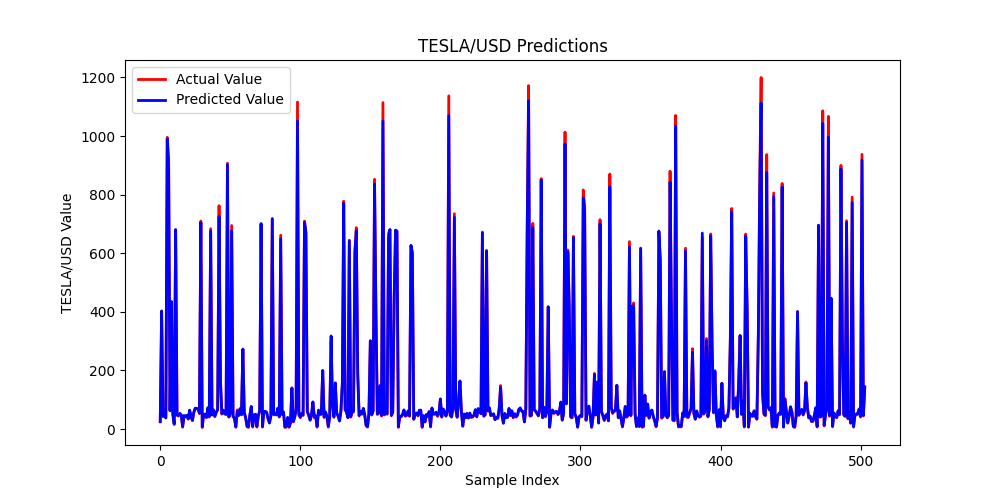 TESLA/USD Predictions
Actual Value
Predicted Value
1200
1000
800
600
400
200
0
TESLA/USD Value
0
100
200
300
400
500
Sample Index